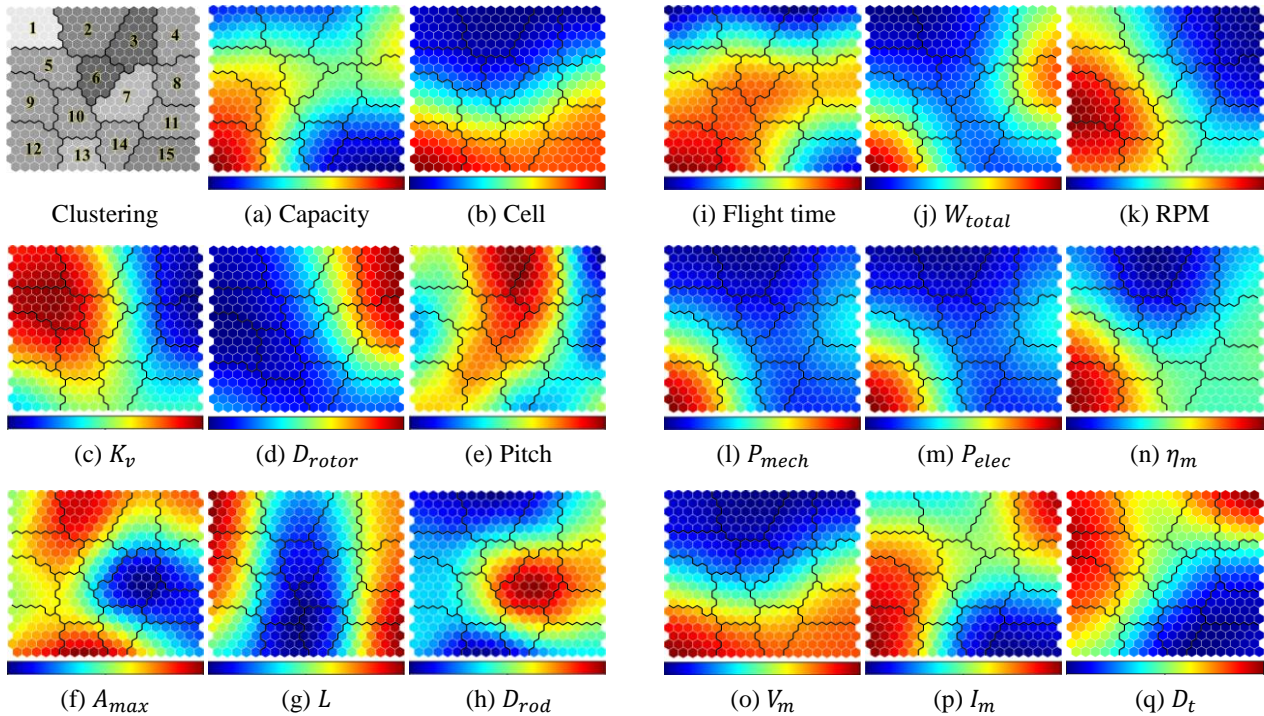 1 2 3 4
5 6 7 8
9 10 11
12 13 14 15
Clustering (a) Capacity (b) Cell (i) Flight time (j) W_total (k) RPM
(c) K_v (d) D_rotor (e) Pitch (l) P_mech (m) P_elec (n) η_m
(f) A_max (g) L (h) D_rod (o) V_m (p) I_m (q) D_t